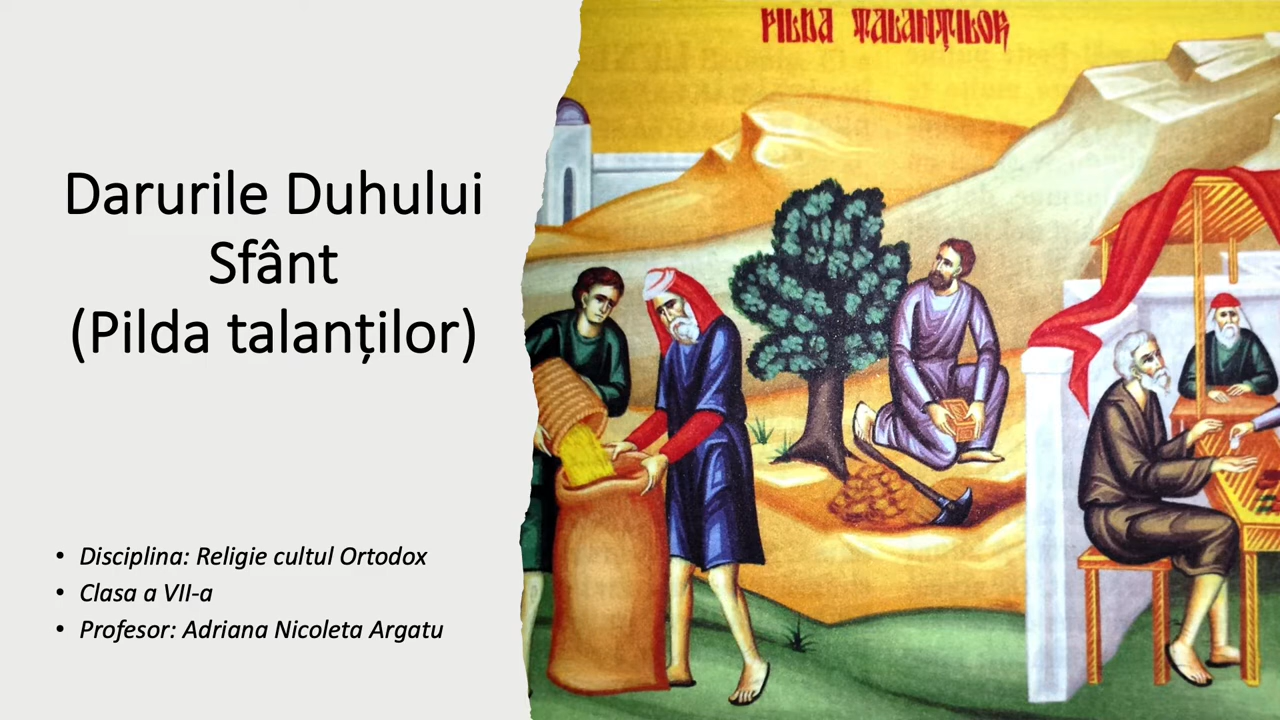 PILDA TALANȚILOR
Darurile Duhului
Sfânt
(Pilda talanților)
• Disciplina: Religie cultul Ortodox
• Clasa a VII-a
• Profesor: Adriana Nicoleta Argatu